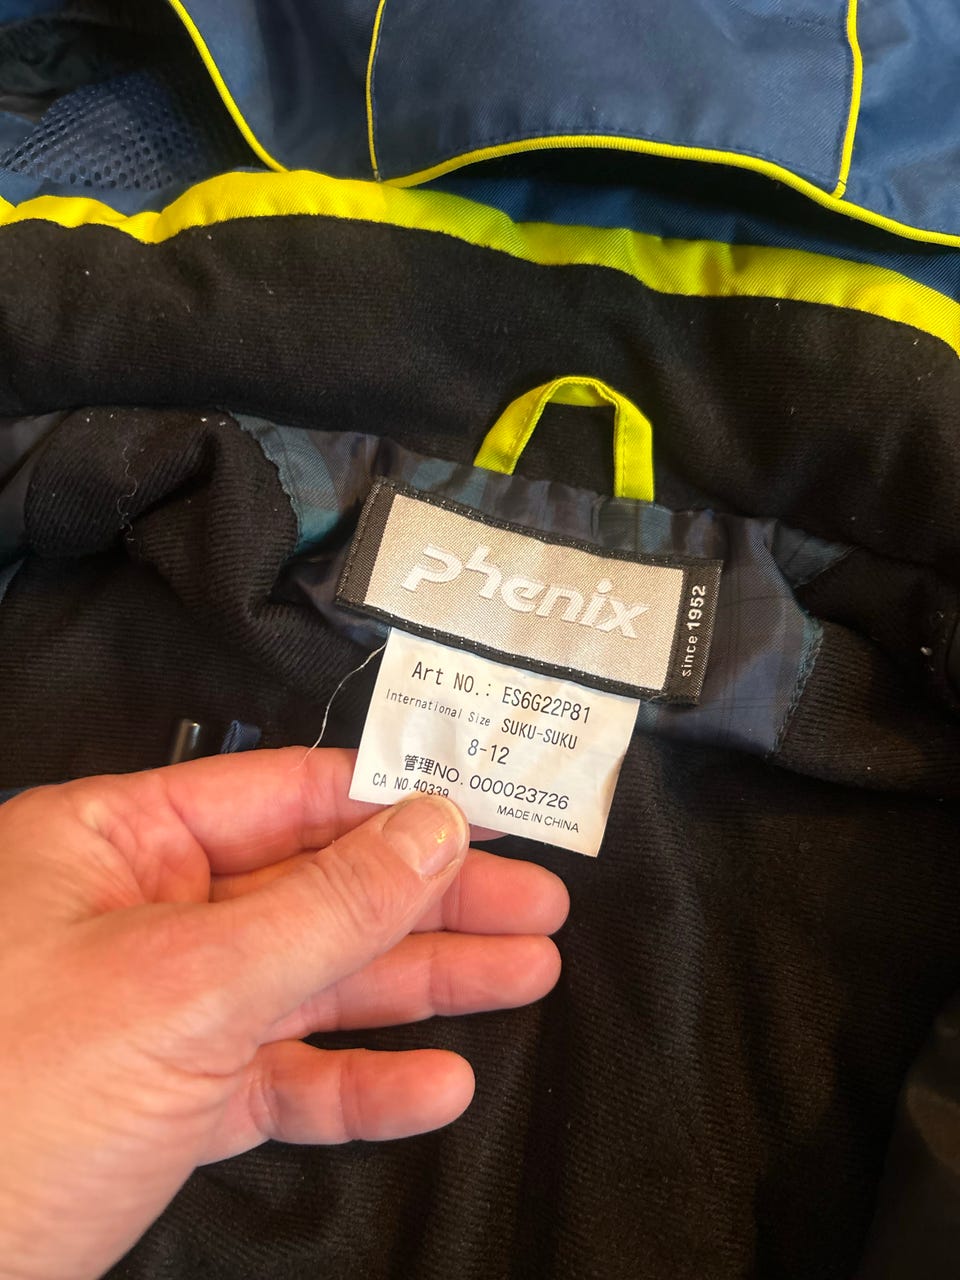 Phenix
since 1952
Art NO.: ES6G22P81
International Size SUKU-SUKU
8-12
管理NO. 000023726
CA NO.40339
MADE IN CHINA